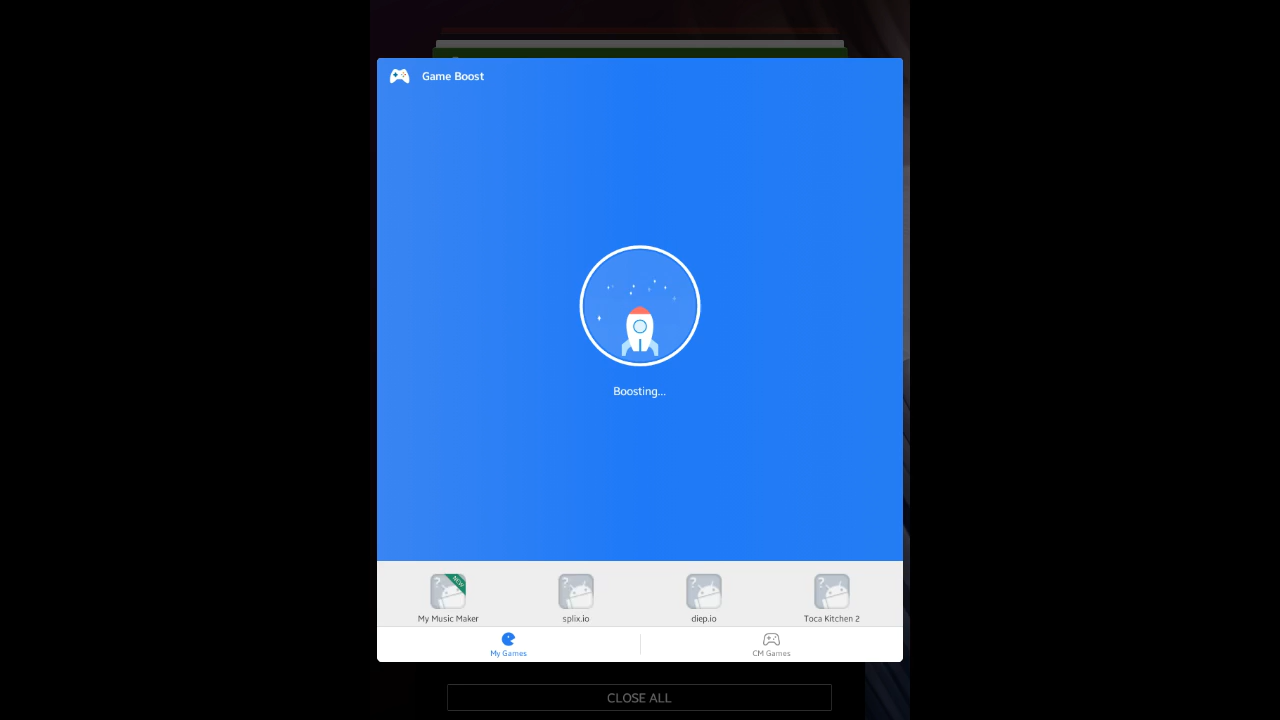 Game Boost
Boosting...
NEW
My Music Maker
splix.io
diep.io
Toca Kitchen 2
My Games
CM Games
CLOSE ALL